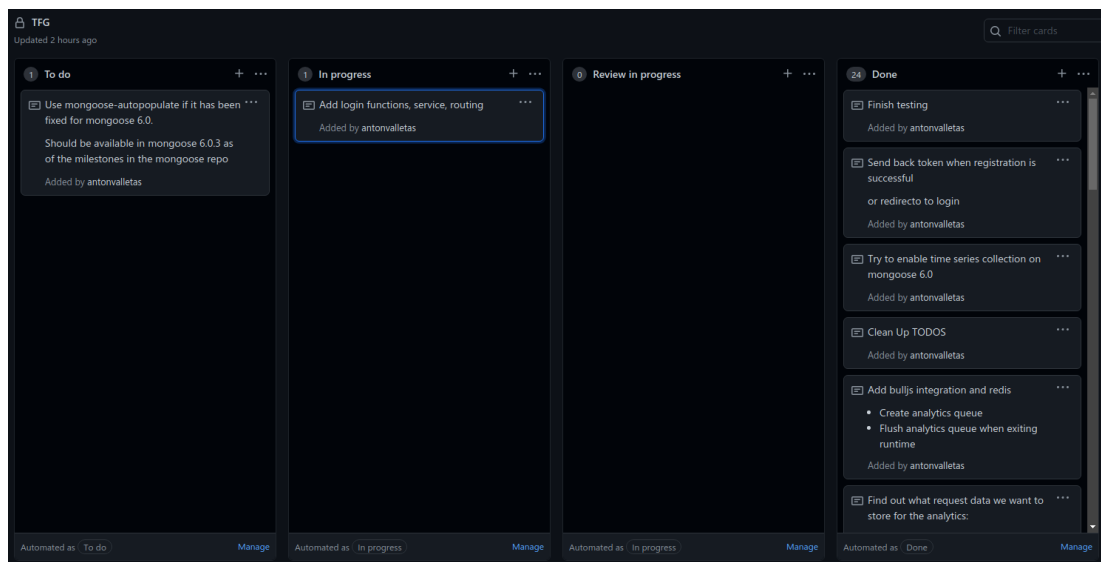 TFG
Updated 2 hours ago
Filter cards
1 To do
Use mongoose-autopopulate if it has been
fixed for mongoose 6.0.
Should be available in mongoose 6.0.3 as
of the milestones in the mongoose repo
Added by antonvalletas
Automated as To do
Manage
1 In progress
Add login functions, service, routing
Added by antonvalletas
Automated as In progress
Manage
0 Review in progress
Automated as In progress
Manage
24 Done
Finish testing
Added by antonvalletas
Send back token when registration is
successful
or redirecto to login
Added by antonvalletas
Try to enable time series collection on
mongoose 6.0
Added by antonvalletas
Clean Up TODOS
Added by antonvalletas
Add bulljs integration and redis
Create analytics queue
Flush analytics queue when exiting
runtime
Added by antonvalletas
Find out what request data we want to
store for the analytics:
Automated as Done
Manage